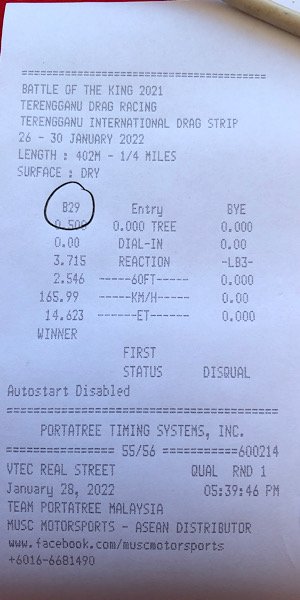 ==================================
BATTLE OF THE KING 2021
TERENGGANU DRAG RACING
TERENGGANU INTERNATIONAL DRAG STRIP
26 - 30 JANUARY 2022
LENGTH : 402M - 1/4 MILES
SURFACE : DRY
B29 Entry BYE
0.500 0.000 TREE 0.000
0.00 DIAL-IN 0.00
3.715 REACTION -LB3-
2.546 -----60FT----- 0.000
165.99 -----KM/H----- 0.00
14.623 ------ET----- 0.000
WINNER
FIRST
STATUS DISQUAL
Autostart Disabled
==================================
PORTATREE TIMING SYSTEMS, INC.
=============== 55/56 ===========600214
VTEC REAL STREET QUAL RND 1
January 28, 2022 05:39:46 PM
TEAM PORTATREE MALAYSIA
MUSC MOTORSPORTS - ASEAN DISTRIBUTOR
www.facebook.com/muscmotorsports
+6016-6681490